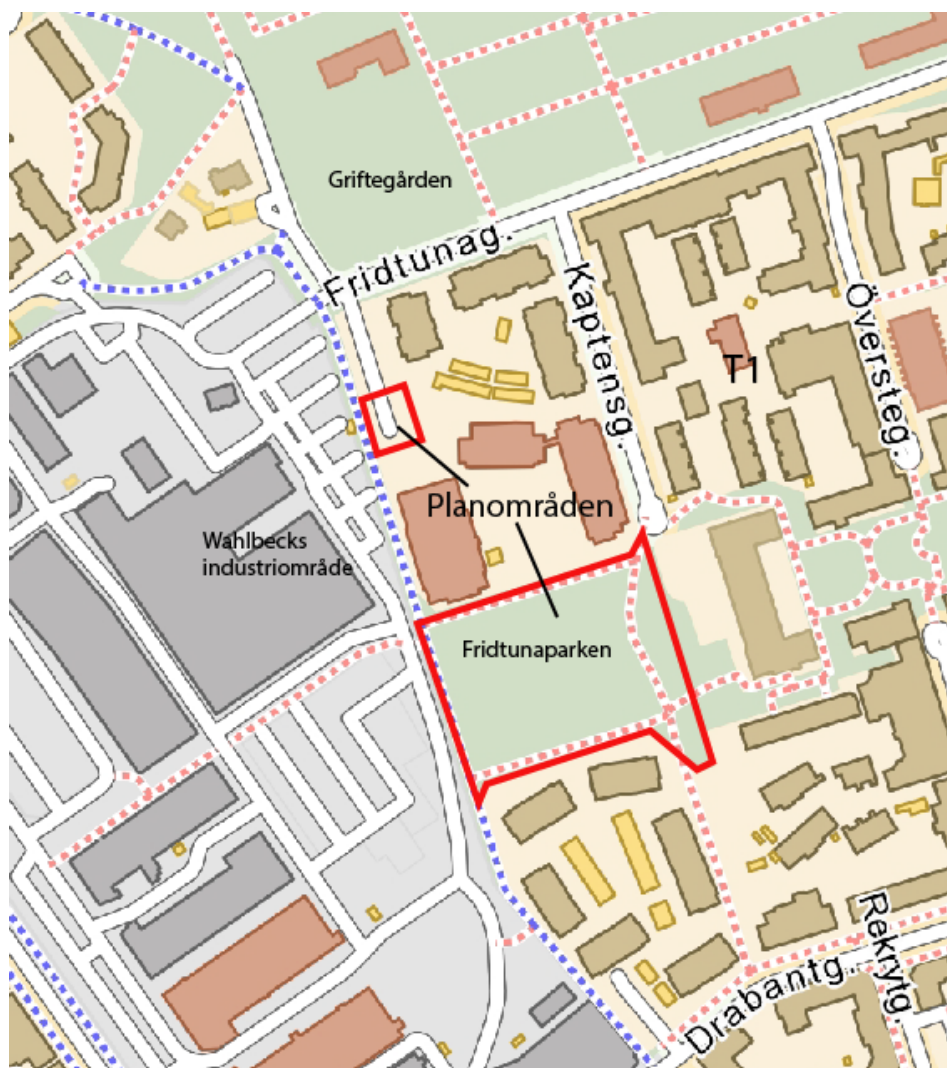 Griftegården
Fridtunag.
Kaptensg.
Översteg.
T1
Planområden
Wahlbecks
industriområde
Fridtunaparken
Rekrytg.
Drabantg.